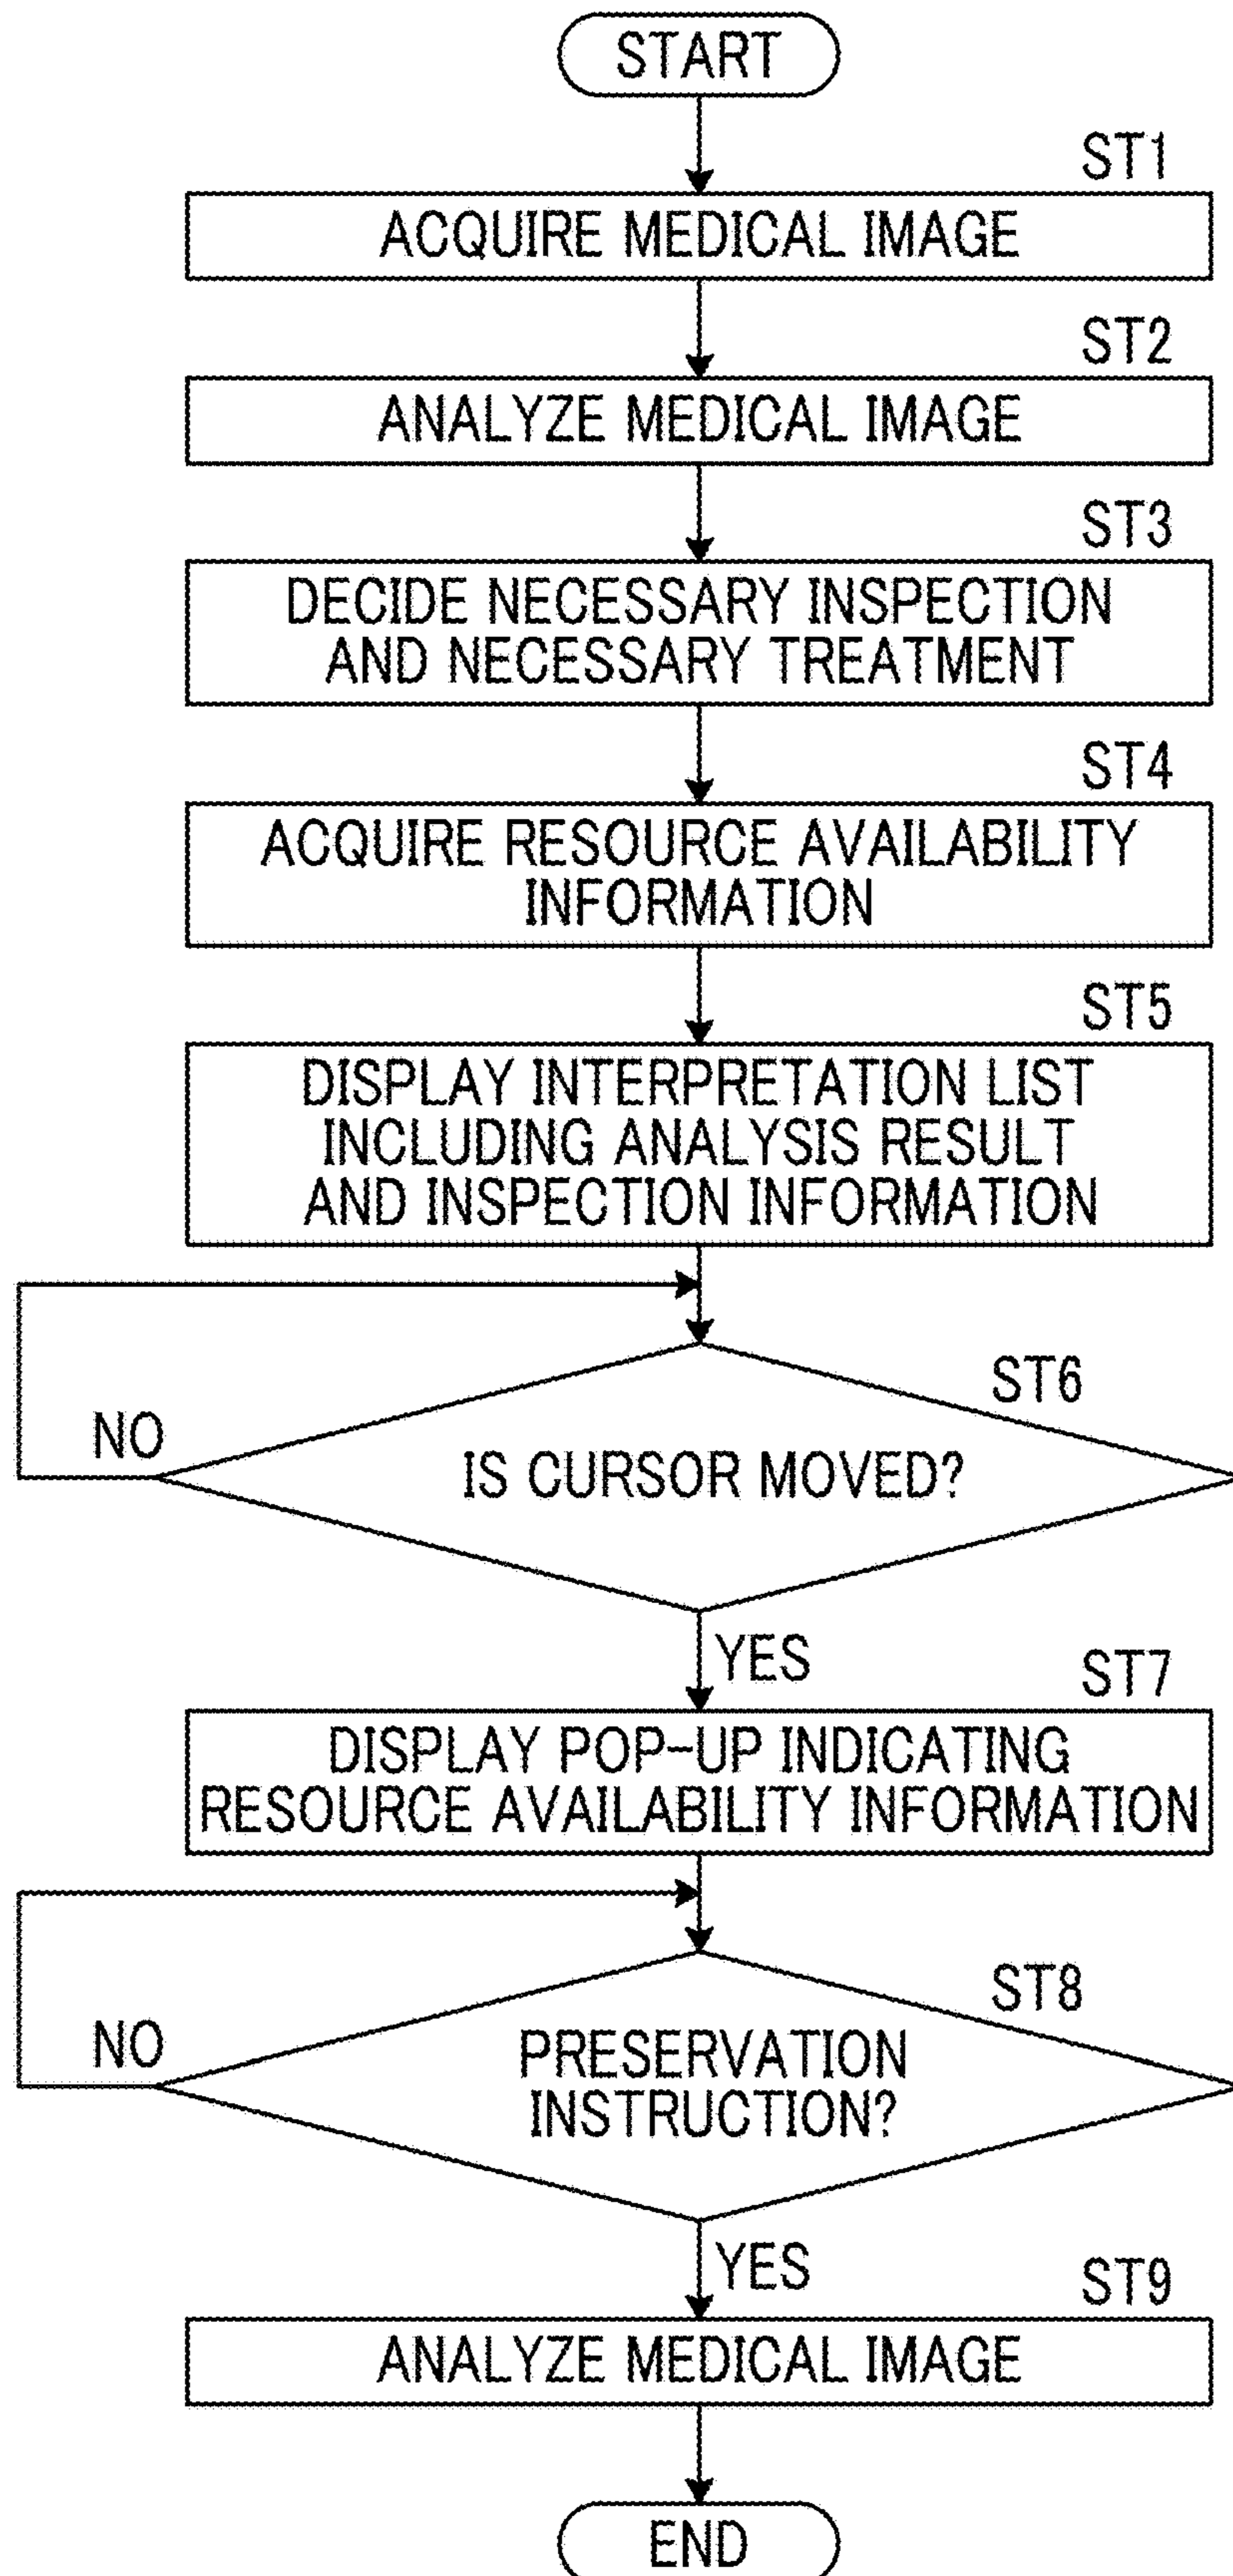 START
ST1
ACQUIRE MEDICAL IMAGE
ST2
ANALYZE MEDICAL IMAGE
ST3
DECIDE NECESSARY INSPECTION
AND NECESSARY TREATMENT
ST4
ACQUIRE RESOURCE AVAILABILITY
INFORMATION
ST5
DISPLAY INTERPRETATION LIST
INCLUDING ANALYSIS RESULT
AND INSPECTION INFORMATION
ST6
NO
IS CURSOR MOVED?
YES
ST7
DISPLAY POP-UP INDICATING
RESOURCE AVAILABILITY INFORMATION
ST8
NO
PRESERVATION
INSTRUCTION?
YES
ST9
ANALYZE MEDICAL IMAGE
END